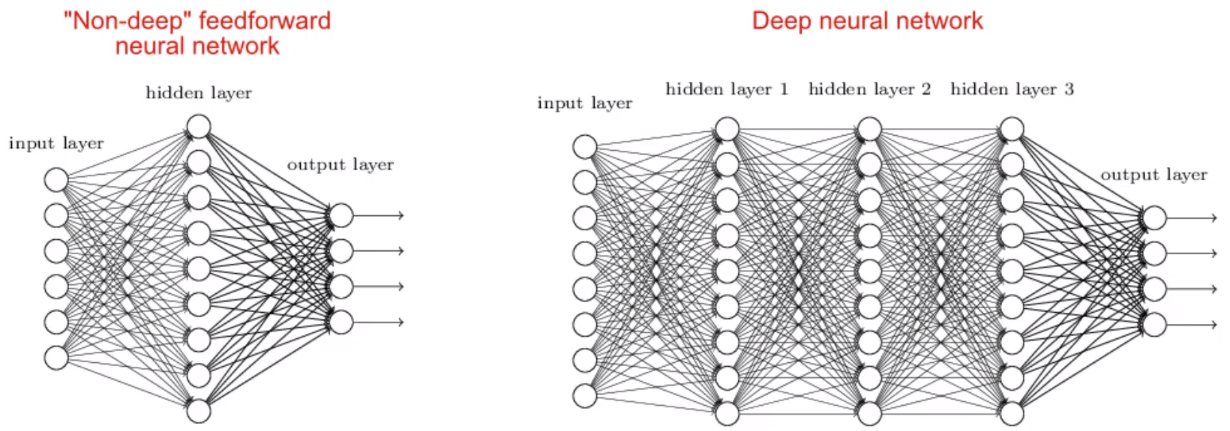 "Non-deep" feedforward
neural network
hidden layer
input layer
output layer
Deep neural network
input layer
hidden layer 1
hidden layer 2
hidden layer 3
output layer